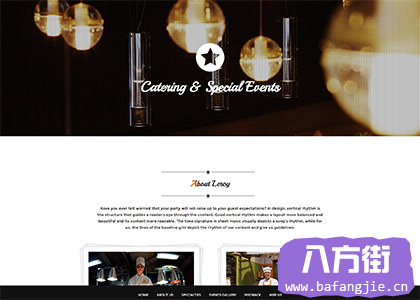 Catering & Special Events
About Leroy
Have you ever felt worried that your party will not raise up to your guest expectations? In design, vertical rhythm is
the structure that guides a reader's eye through the content. Good vertical rhythm makes a layout more balanced and
beautiful and its content more readable. The time signature in sheet music visually depicts a song's rhythm, while for
us, the lines of the baseline grid depict the rhythm of our content and give us guidelines.
HOME ABOUT US SPECIALTIES EVENTS GALLERY FEEDBACK HIRE US
八方街
www.bafangjie.cn